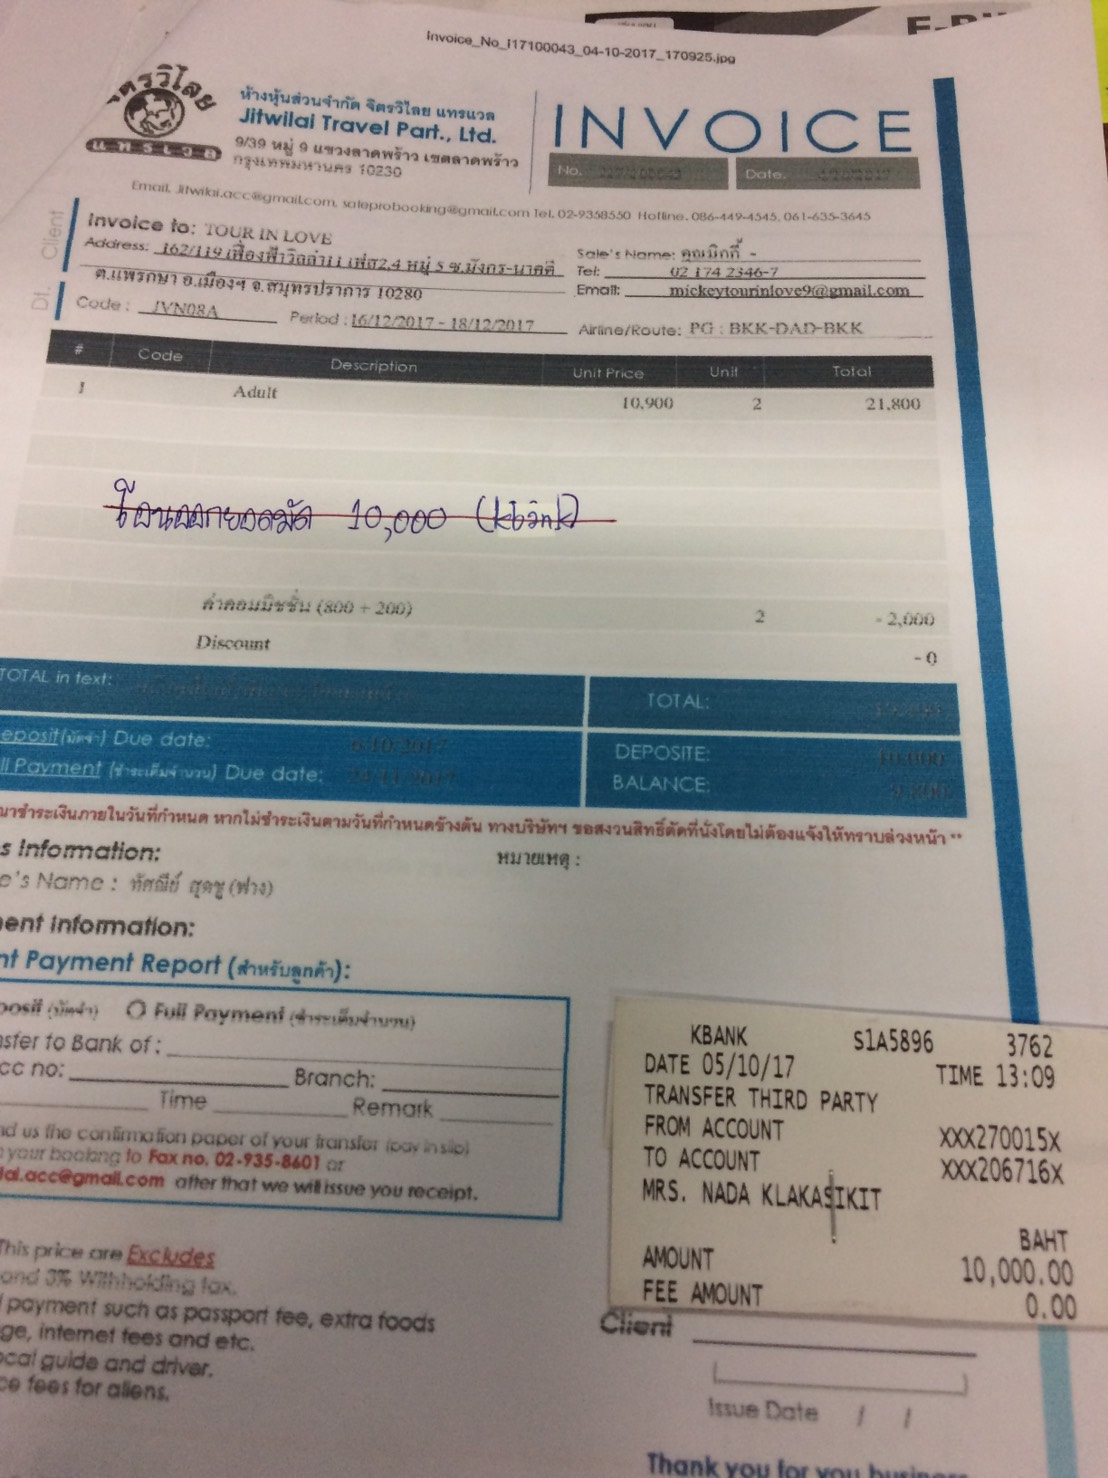 Invoice_No_I17100043_04-10-2017_170925.jpg
E-
จิตรวิไลย
แทรเวล
ห้างหุ้นส่วนจำกัด จิตรวิไลย แทรเวล
Jitwilai Travel Part., Ltd.
9/39 หมู่ 9 แขวงลาดพร้าว เขตลาดพร้าว
กรุงเทพมหานคร 10230
INVOICE
No. I17100043
Date. 4/10/2017
Email. Jitwilai.acc@gmail.com, saleprobooking@gmail.com Tel. 02-9358550 Hotline. 086-449-4545, 061-635-3645
Dt. Client
Invoice to: TOUR IN LOVE
Address: 162/119 เฟื่องฟ้าวิลล่า11 เฟส2,4 หมู่ 5 ซ.มังกร-นาคดี
ต.แพรกษา อ.เมืองฯ จ.สมุทรปราการ 10280
Sale's Name: คุณมิกกี้ -
Tel: 02 174 2346-7
Email: mickeytourinlove9@gmail.com
Code : JVN08A Period : 16/12/2017 - 18/12/2017 Airline/Route: PG : BKK-DAD-BKK
# Code Description Unit Price Unit Total
1 Adult 10,900 2 21,800
โอนออกยอดมัด 10,000 (kbank)
ค่าคอมมิชชั่น (800 + 200) 2 - 2,000
Discount - 0
TOTAL in text:
TOTAL: 19,800
eposit(มัดจำ) Due date: 6/10/2017
DEPOSITE: 10,000
ll Payment (ชำระเต็มจำนวน) Due date: 24/11/2017
BALANCE: 9,800
นาชำระเงินภายในวันที่กำหนด หากไม่ชำระเงินตามวันที่กำหนดข้างต้น ทางบริษัทฯ ขอสงวนสิทธิ์ตัดที่นั่งโดยไม่ต้องแจ้งให้ทราบล่วงหน้า **
s Information:
หมายเหตุ :
e's Name : ทัศณีย์ สุดชู (ฟาง)
ent Information:
nt Payment Report (สำหรับลูกค้า):
posit (มัดจำ) O Full Payment (ชำระเต็มจำนวน)
nsfer to Bank of :
cc no: Branch:
Time Remark
nd us the confirmation paper of your transfer (pay in slip)
your booking to Fax no. 02-935-8601 or
lai.acc@gmail.com after that we will issue you receipt.
This price are Excludes
and 3% Withholding tax.
payment such as passport fee, extra foods
ge, internet fees and etc.
ocal guide and driver.
ce fees for aliens.
KBANK S1A5896 3762
DATE 05/10/17 TIME 13:09
TRANSFER THIRD PARTY
FROM ACCOUNT XXX270015X
TO ACCOUNT XXX206716X
MRS. NADA KLAKASIKIT
BAHT
AMOUNT 10,000.00
FEE AMOUNT 0.00
Client
Issue Date / /
Thank you for you business